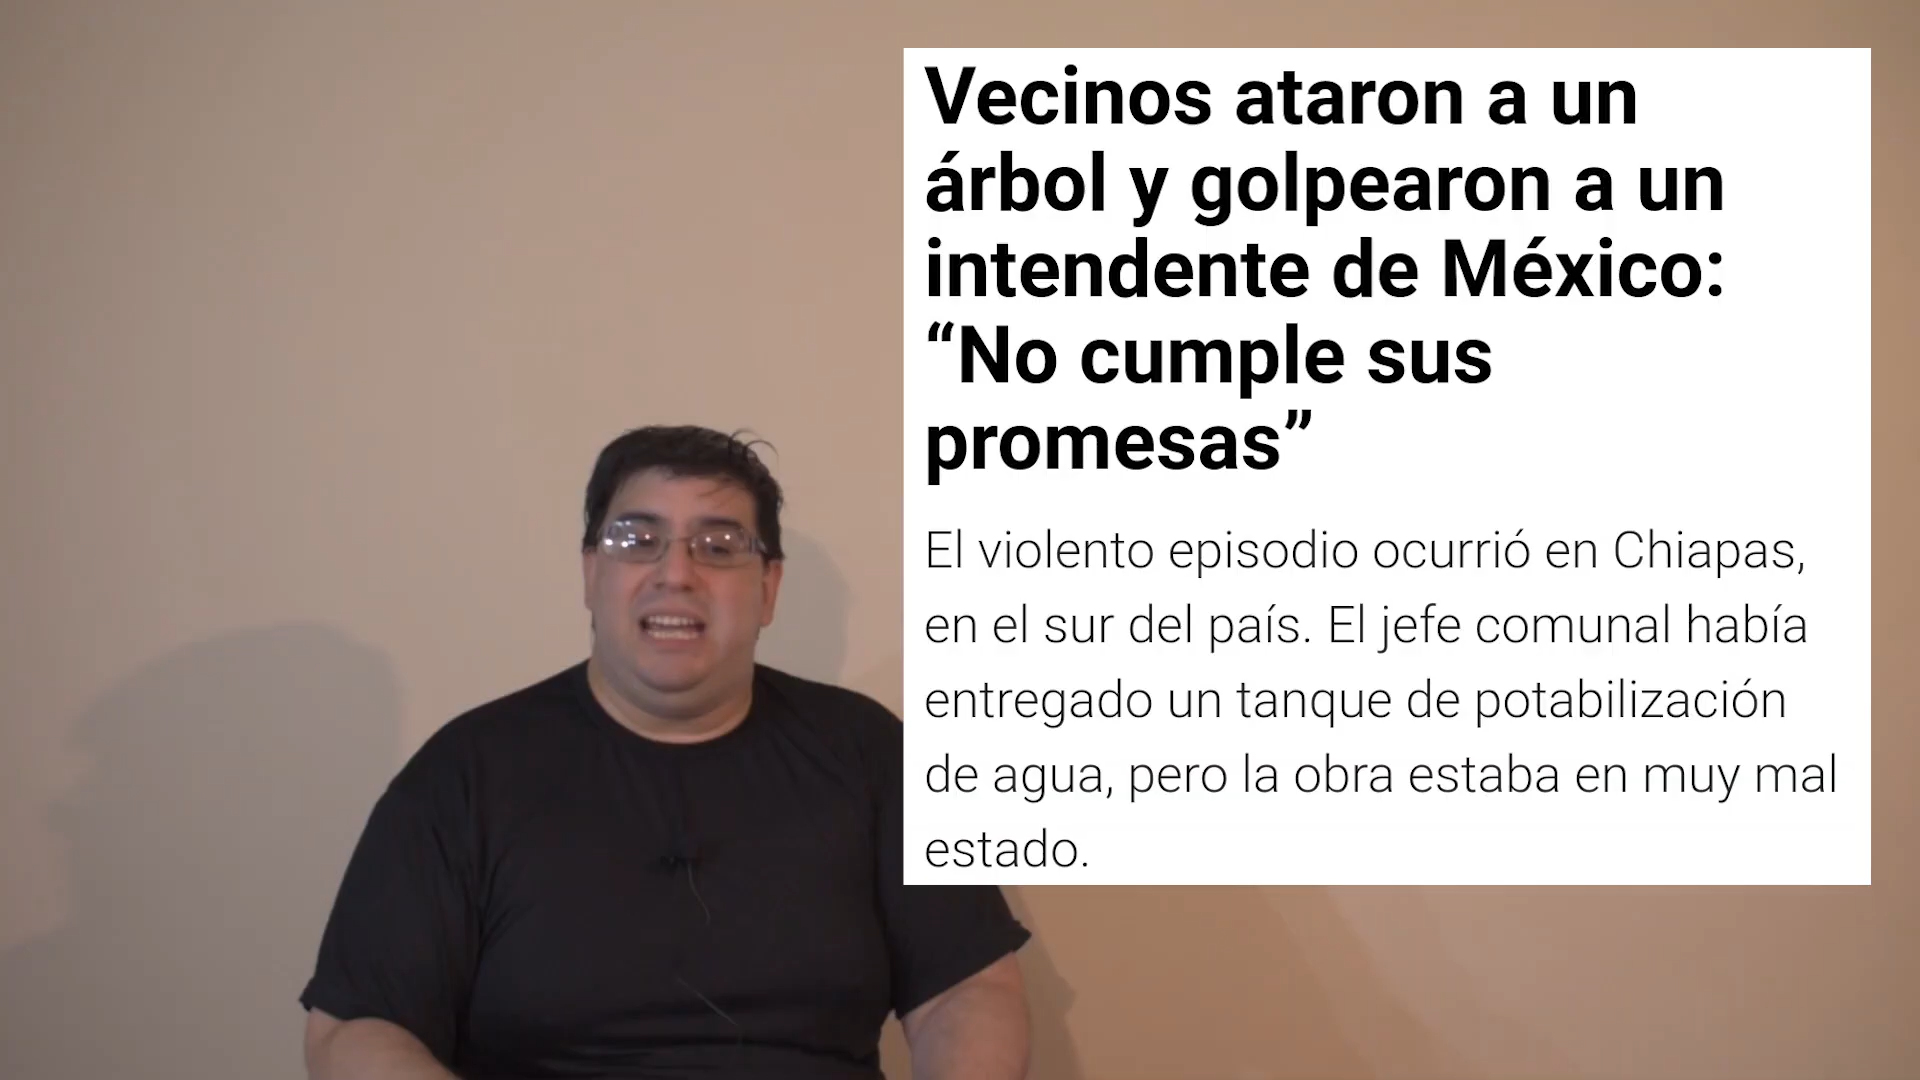 Vecinos ataron a un
árbol y golpearon a un
intendente de México:
“No cumple sus
promesas”
El violento episodio ocurrió en Chiapas,
en el sur del país. El jefe comunal había
entregado un tanque de potabilización
de agua, pero la obra estaba en muy mal
estado.